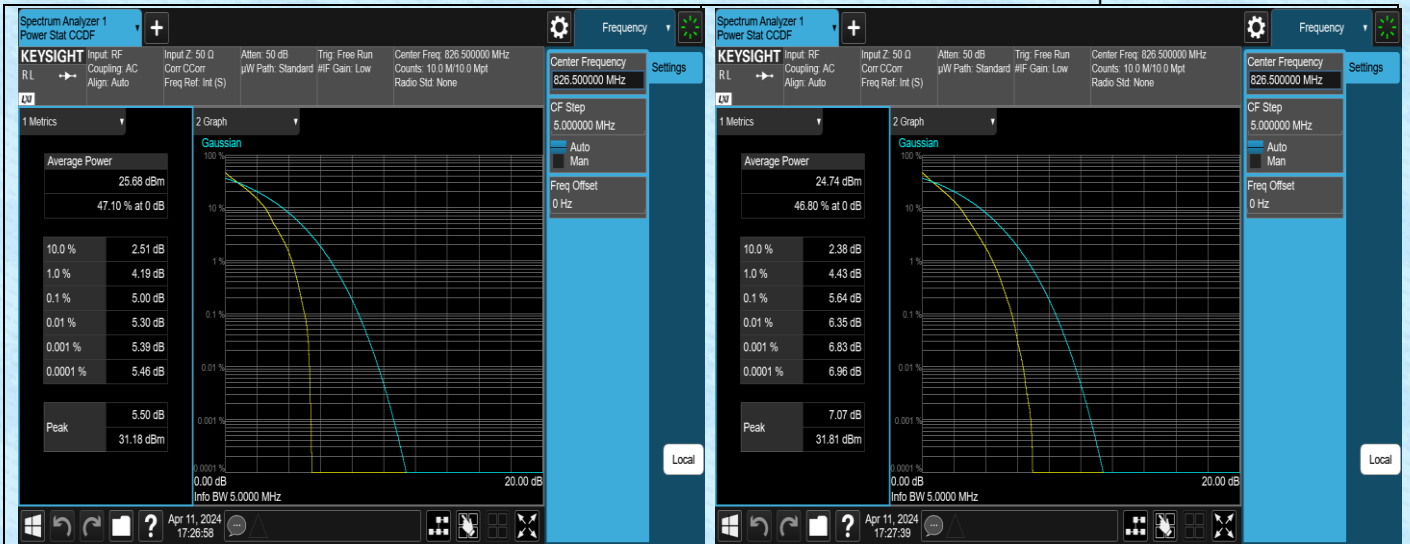 Spectrum Analyzer 1
Power Stat CCDF
+
Frequency
KEYSIGHT
RL
LXI
Input: RF
Coupling: AC
Align: Auto
Input Z: 50 Ω
Corr CCorr
Freq Ref: Int (S)
Atten: 50 dB
µW Path: Standard
Trig: Free Run
#IF Gain: Low
Center Freq: 826.500000 MHz
Counts: 10.0 M/10.0 Mpt
Radio Std: None
Center Frequency
826.500000 MHz
Settings
CF Step
5.000000 MHz
Auto
Man
Freq Offset
0 Hz
1 Metrics
Average Power
25.68 dBm
47.10 % at 0 dB
10.0 % 2.51 dB
1.0 % 4.19 dB
0.1 % 5.00 dB
0.01 % 5.30 dB
0.001 % 5.39 dB
0.0001 % 5.46 dB
Peak
5.50 dB
31.18 dBm
2 Graph
Gaussian
100 %
10 %
1 %
0.1 %
0.01 %
0.001 %
0.0001 %
0.00 dB 20.00 dB
Info BW 5.0000 MHz
Local
?
Apr 11, 2024
17:26:58
Spectrum Analyzer 1
Power Stat CCDF
+
Frequency
KEYSIGHT
RL
LXI
Input: RF
Coupling: AC
Align: Auto
Input Z: 50 Ω
Corr CCorr
Freq Ref: Int (S)
Atten: 50 dB
µW Path: Standard
Trig: Free Run
#IF Gain: Low
Center Freq: 826.500000 MHz
Counts: 10.0 M/10.0 Mpt
Radio Std: None
Center Frequency
826.500000 MHz
Settings
CF Step
5.000000 MHz
Auto
Man
Freq Offset
0 Hz
1 Metrics
Average Power
24.74 dBm
46.80 % at 0 dB
10.0 % 2.38 dB
1.0 % 4.43 dB
0.1 % 5.64 dB
0.01 % 6.35 dB
0.001 % 6.83 dB
0.0001 % 6.96 dB
Peak
7.07 dB
31.81 dBm
2 Graph
Gaussian
100 %
10 %
1 %
0.1 %
0.01 %
0.001 %
0.0001 %
0.00 dB 20.00 dB
Info BW 5.0000 MHz
Local
?
Apr 11, 2024
17:27:39